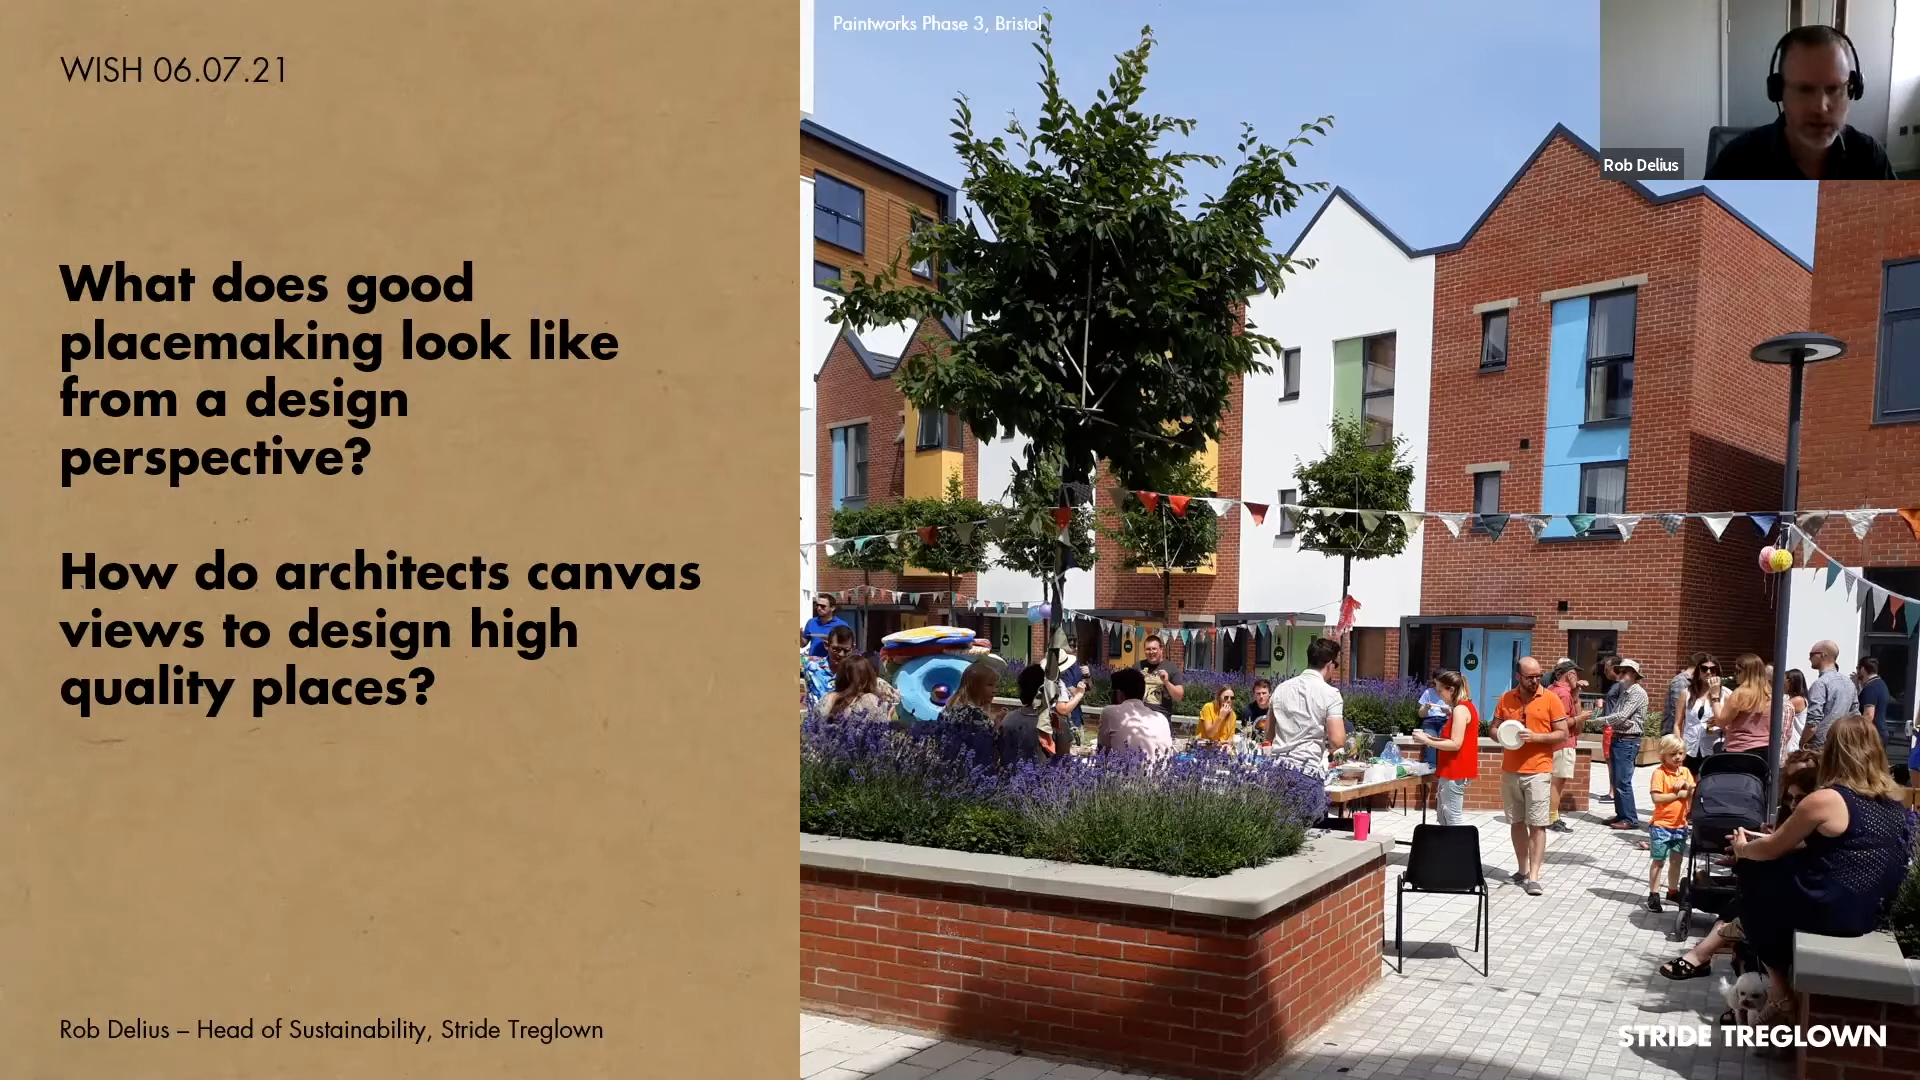 WISH 06.07.21
What does good
placemaking look like
from a design
perspective?
How do architects canvas
views to design high
quality places?
Rob Delius – Head of Sustainability, Stride Treglown
Paintworks Phase 3, Bristol
Rob Delius
STRIDE TREGLOWN